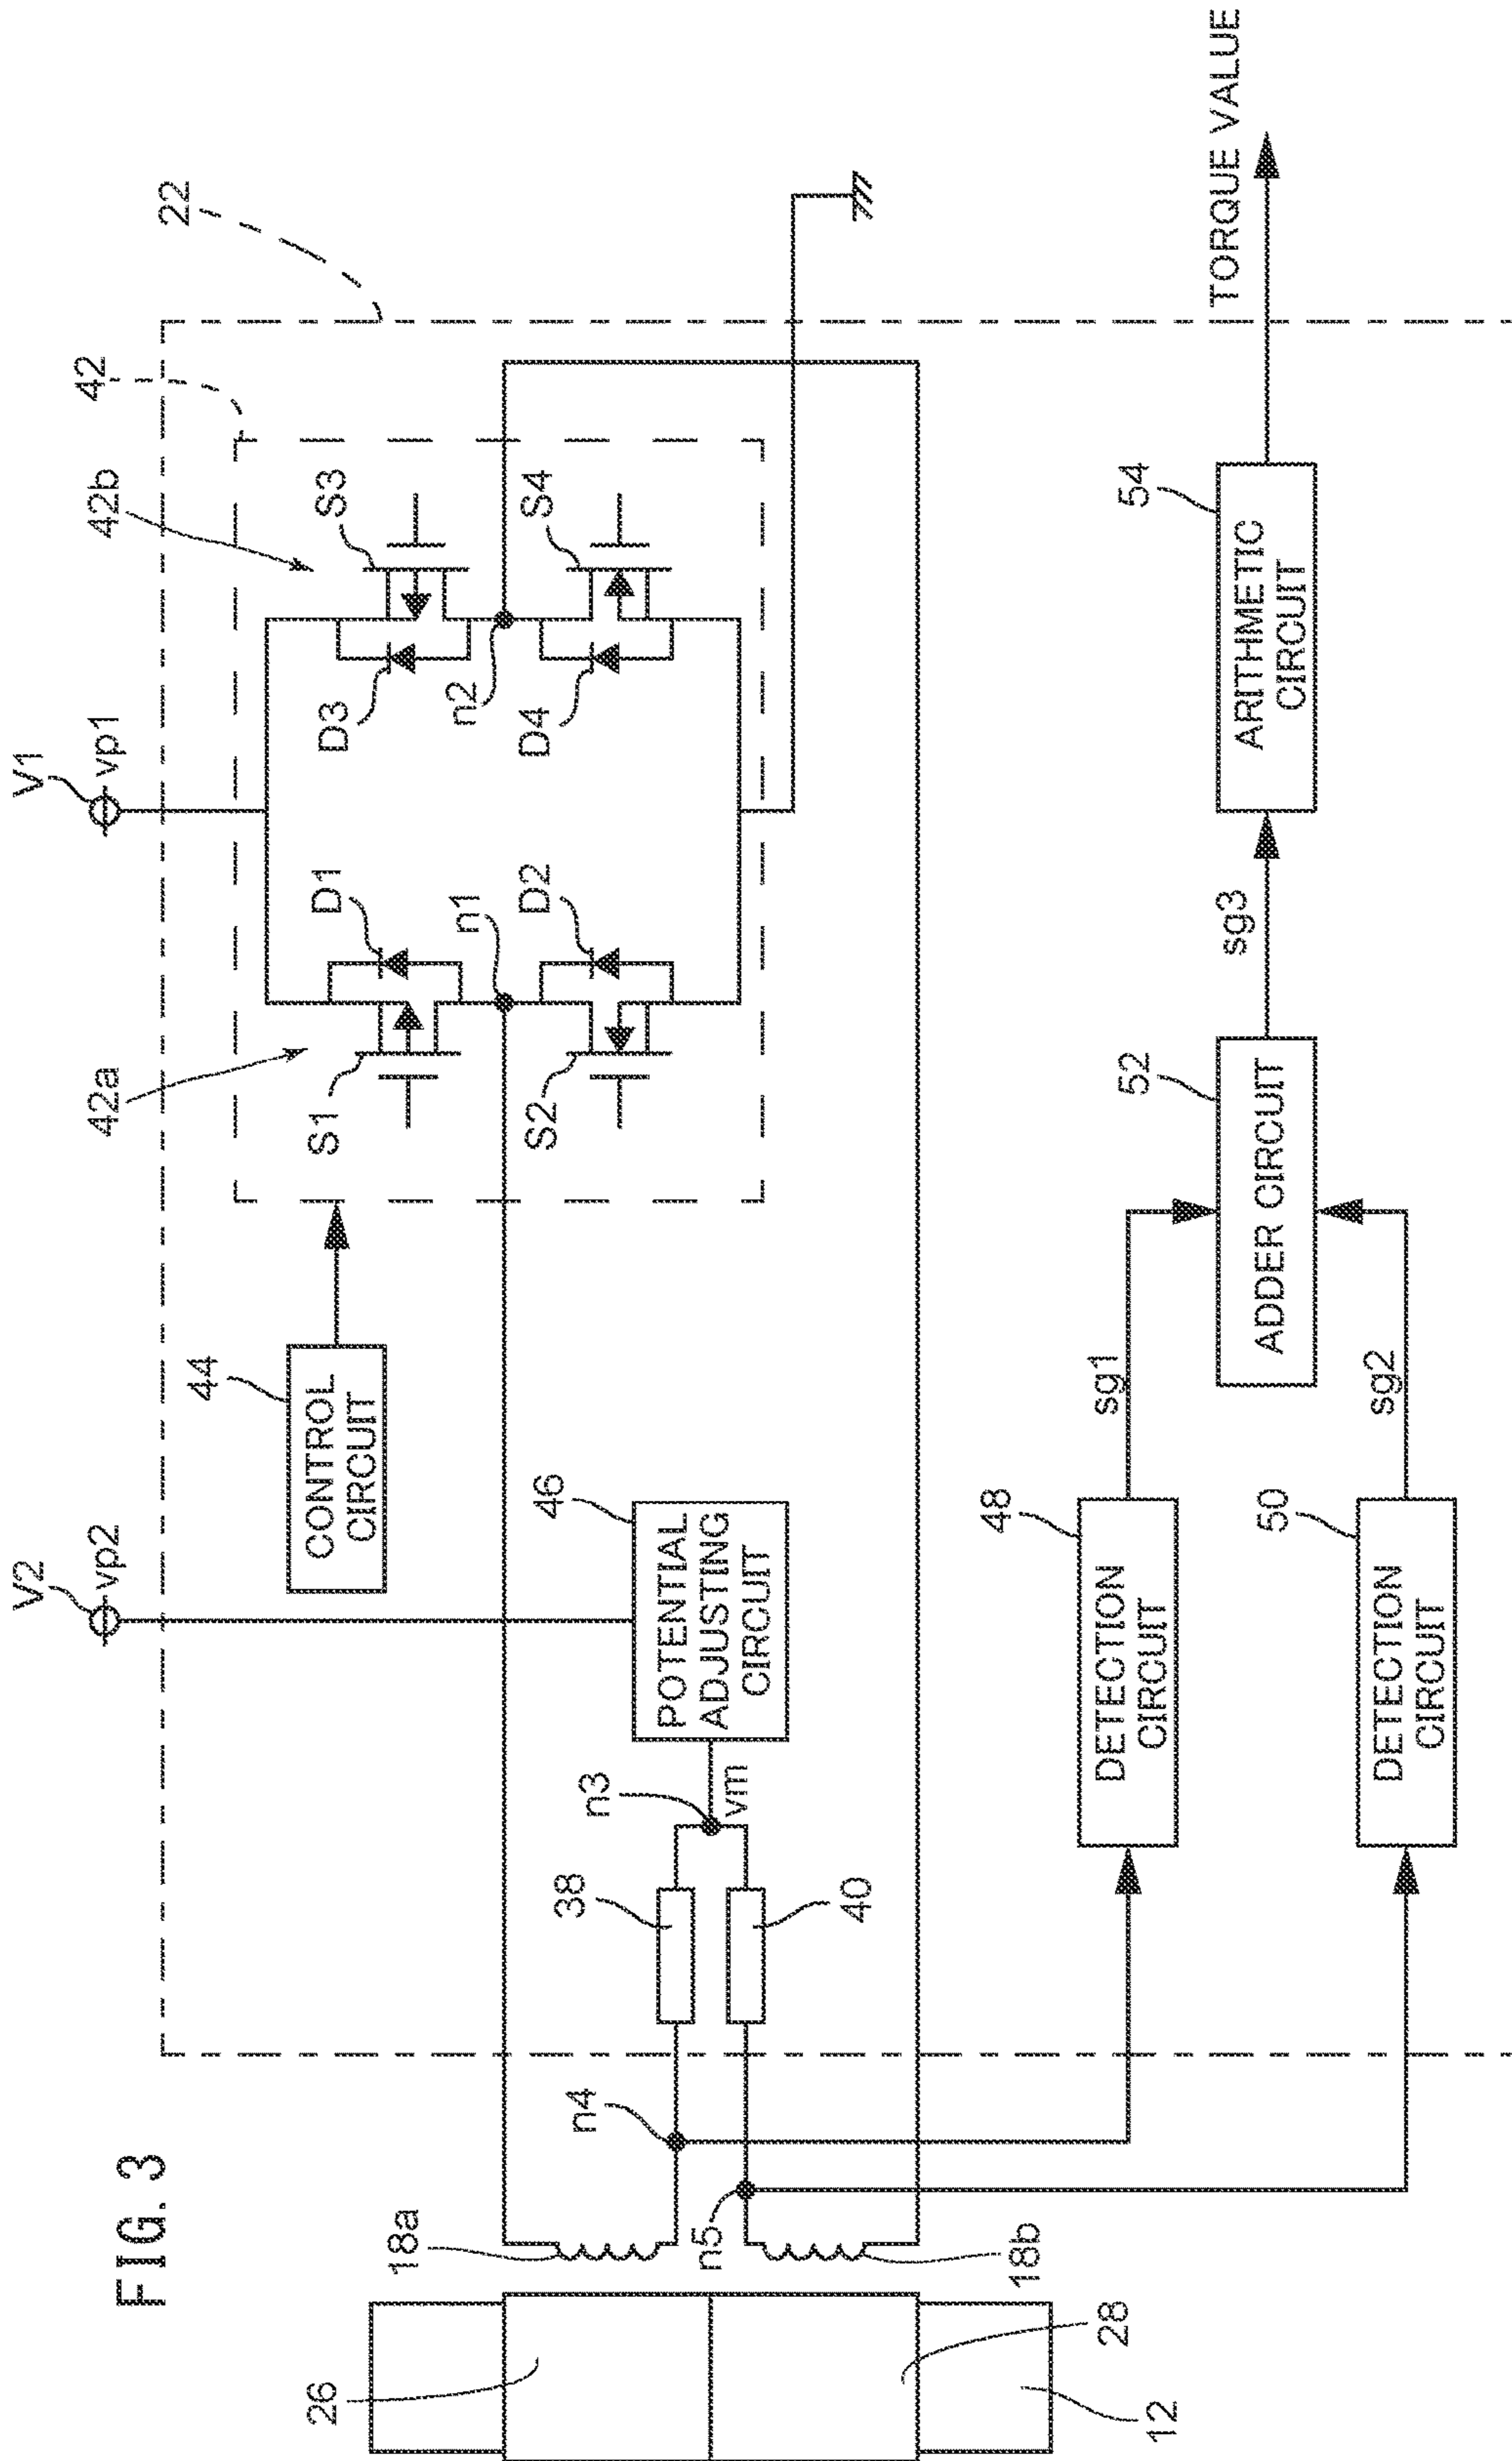 FIG. 3
V2
vp2
V1
vp1
22
42
42a
42b
44
CONTROL
CIRCUIT
S1
D1
D3
S3
n1
n2
S2
D2
D4
S4
46
POTENTIAL
ADJUSTING
CIRCUIT
n3
vm
38
40
n4
n5
18a
18b
26
28
12
48
DETECTION
CIRCUIT
sg1
50
DETECTION
CIRCUIT
sg2
52
ADDER CIRCUIT
sg3
54
ARITHMETIC
CIRCUIT
TORQUE VALUE